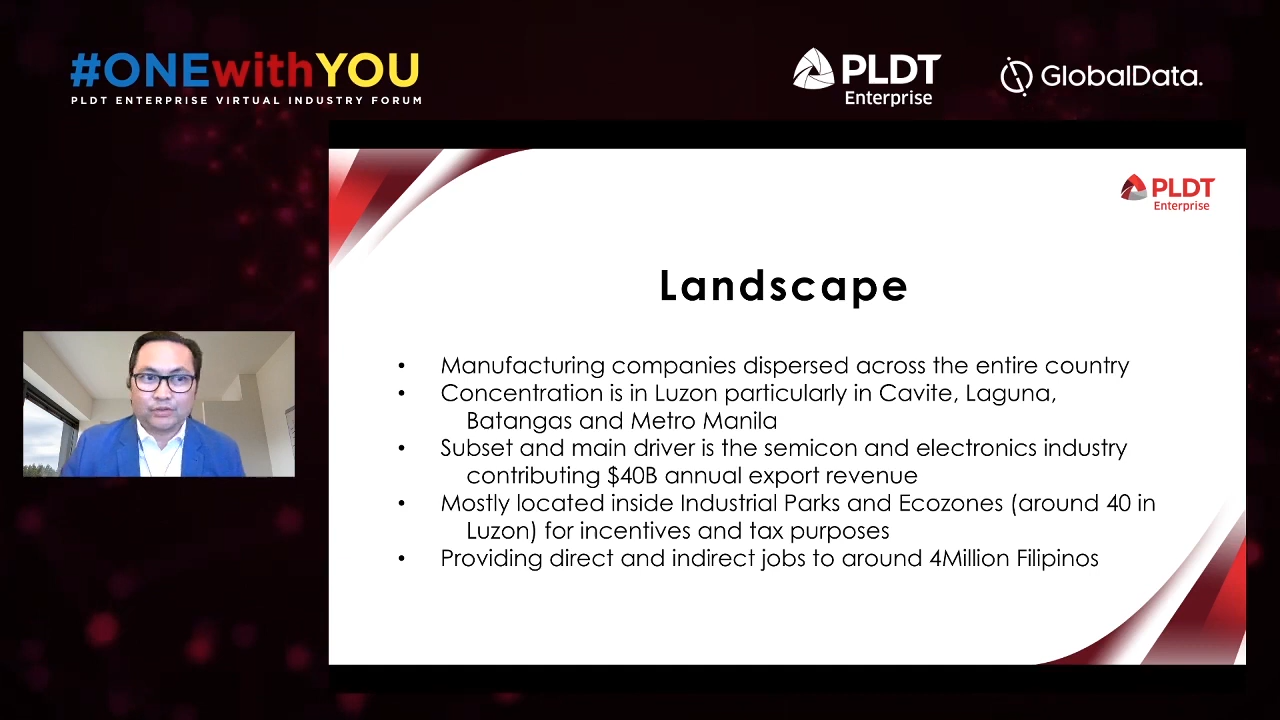 #ONEwithYOU
PLDT ENTERPRISE VIRTUAL INDUSTRY FORUM
PLDT
Enterprise
GlobalData.
PLDT
Enterprise
Landscape
• Manufacturing companies dispersed across the entire country
• Concentration is in Luzon particularly in Cavite, Laguna,
Batangas and Metro Manila
• Subset and main driver is the semicon and electronics industry
contributing $40B annual export revenue
• Mostly located inside Industrial Parks and Ecozones (around 40 in
Luzon) for incentives and tax purposes
• Providing direct and indirect jobs to around 4Million Filipinos